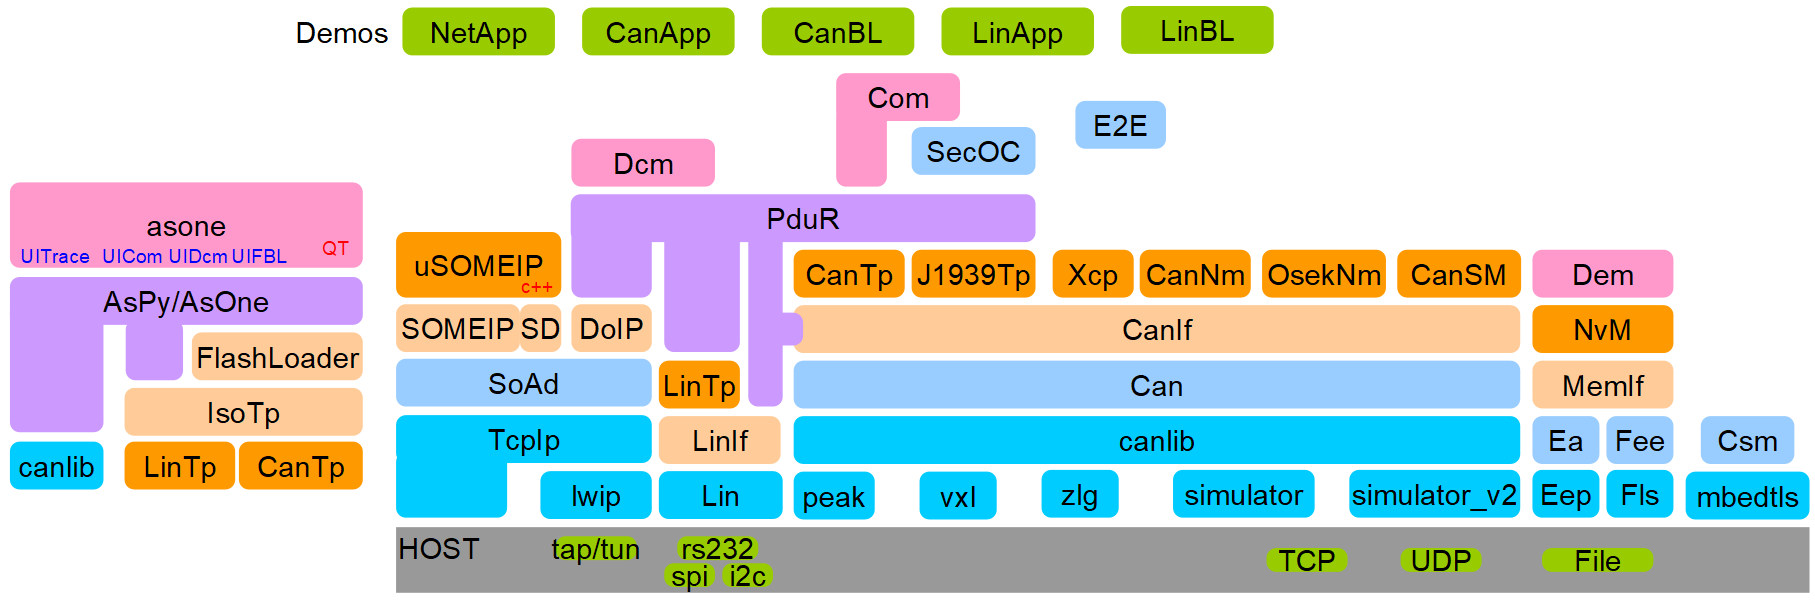 Demos NetApp CanApp CanBL LinApp LinBL
Com
E2E
SecOC
Dcm
PduR
asone
UITrace UICom UIDcm UIFBL QT
AsPy/AsOne
FlashLoader
IsoTp
canlib LinTp CanTp
uSOMEIP
c++
CanTp J1939Tp Xcp CanNm OsekNm CanSM Dem
SOMEIP SD DoIP CanIf NvM
SoAd LinTp Can MemIf
TcpIp LinIf canlib Ea Fee Csm
lwip Lin peak vxl zlg simulator simulator_v2 Eep Fls mbedtls
HOST tap/tun rs232
spi i2c
TCP UDP File